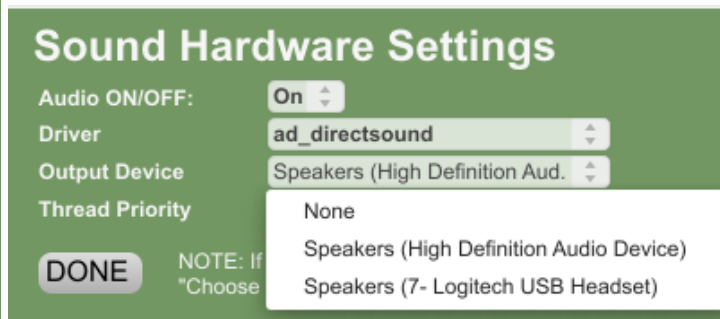 Sound Hardware Settings
Audio ON/OFF: On
Driver ad_directsound
Output Device Speakers (High Definition Aud.
Thread Priority
None
Speakers (High Definition Audio Device)
Speakers (7- Logitech USB Headset)
DONE
NOTE: If
"Choose